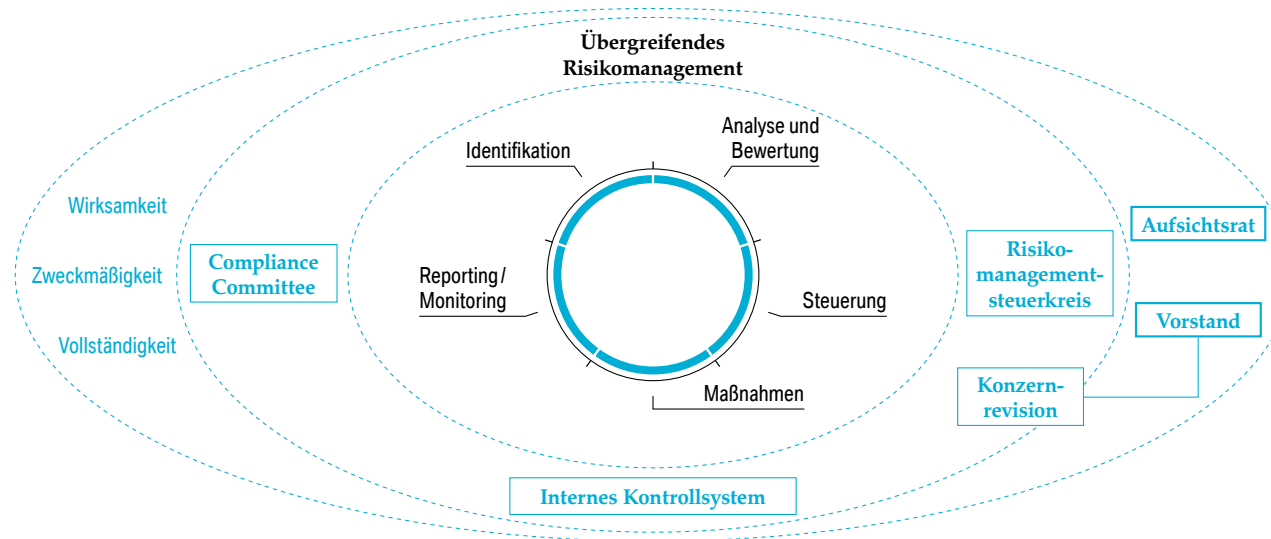 Übergreifendes
Risikomanagement
Analyse und
Bewertung
Identifikation
Wirksamkeit
Aufsichtsrat
Compliance
Committee
Zweckmäßigkeit
Reporting/
Monitoring
Risiko-
management-
steuerkreis
Steuerung
Vorstand
Vollständigkeit
Maßnahmen
Konzern-
revision
Internes Kontrollsystem